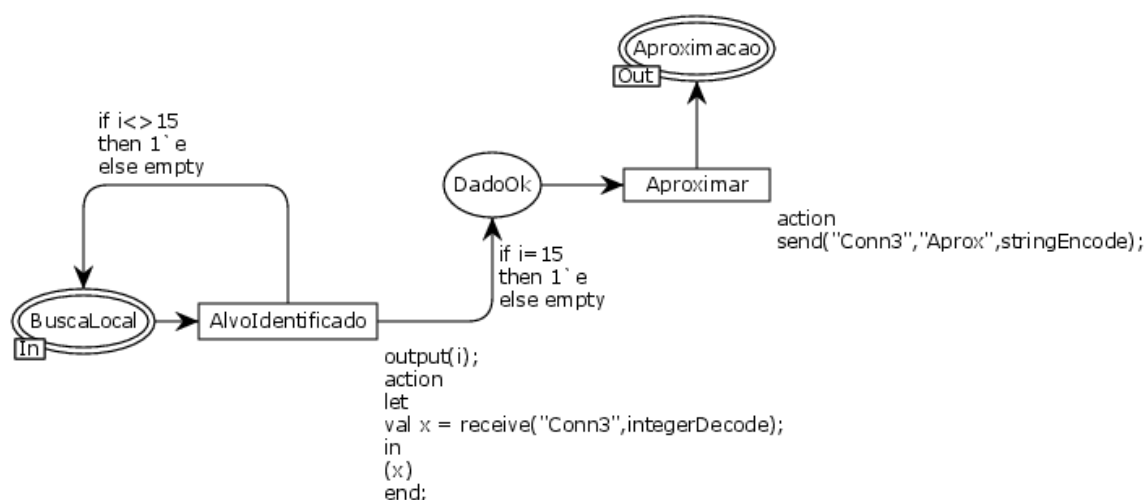 Aproximacao
Out
if i<>15
then 1`e
else empty
DadoOk
Aproximar
action
send("Conn3","Aprox",stringEncode);
if i=15
then 1`e
else empty
BuscaLocal
In
AlvoIdentificado
output(i);
action
let
val x = receive("Conn3",integerDecode);
in
(x)
end;